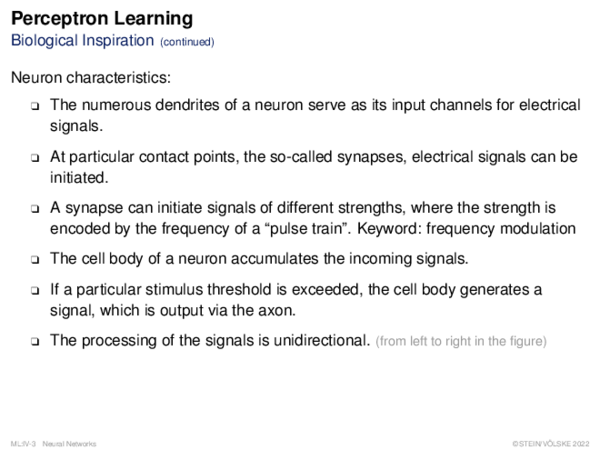 Perceptron Learning
Biological Inspiration (continued)
Neuron characteristics:
❑ The numerous dendrites of a neuron serve as its input channels for electrical
signals.
❑ At particular contact points, the so-called synapses, electrical signals can be
initiated.
❑ A synapse can initiate signals of different strengths, where the strength is
encoded by the frequency of a “pulse train”. Keyword: frequency modulation
❑ The cell body of a neuron accumulates the incoming signals.
❑ If a particular stimulus threshold is exceeded, the cell body generates a
signal, which is output via the axon.
❑ The processing of the signals is unidirectional. (from left to right in the figure)
ML:IV-3 Neural Networks ©STEIN/VÖLSKE 2022